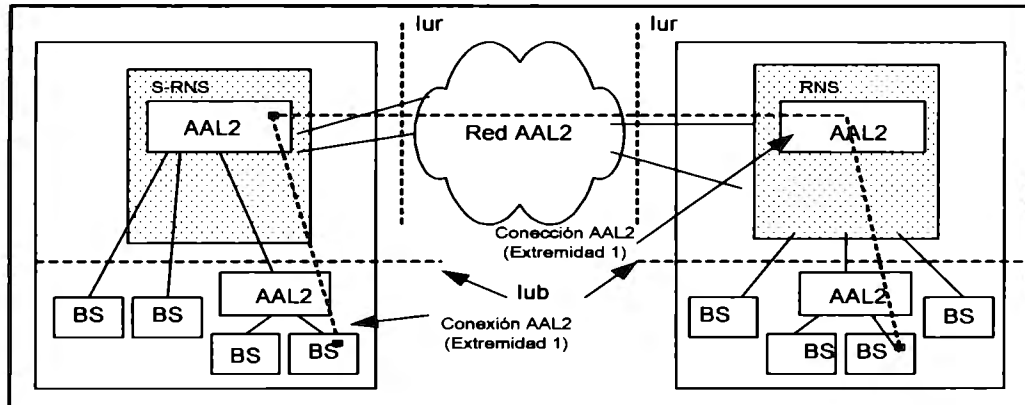 Iur
Iur
S-RNS
AAL2
Red AAL2
RNS
AAL2
Conección AAL2
(Extremidad 1)
Iub
Conexión AAL2
(Extremidad 1)
BS
BS
AAL2
BS
BS
BS
AAL2
BS
BS
BS